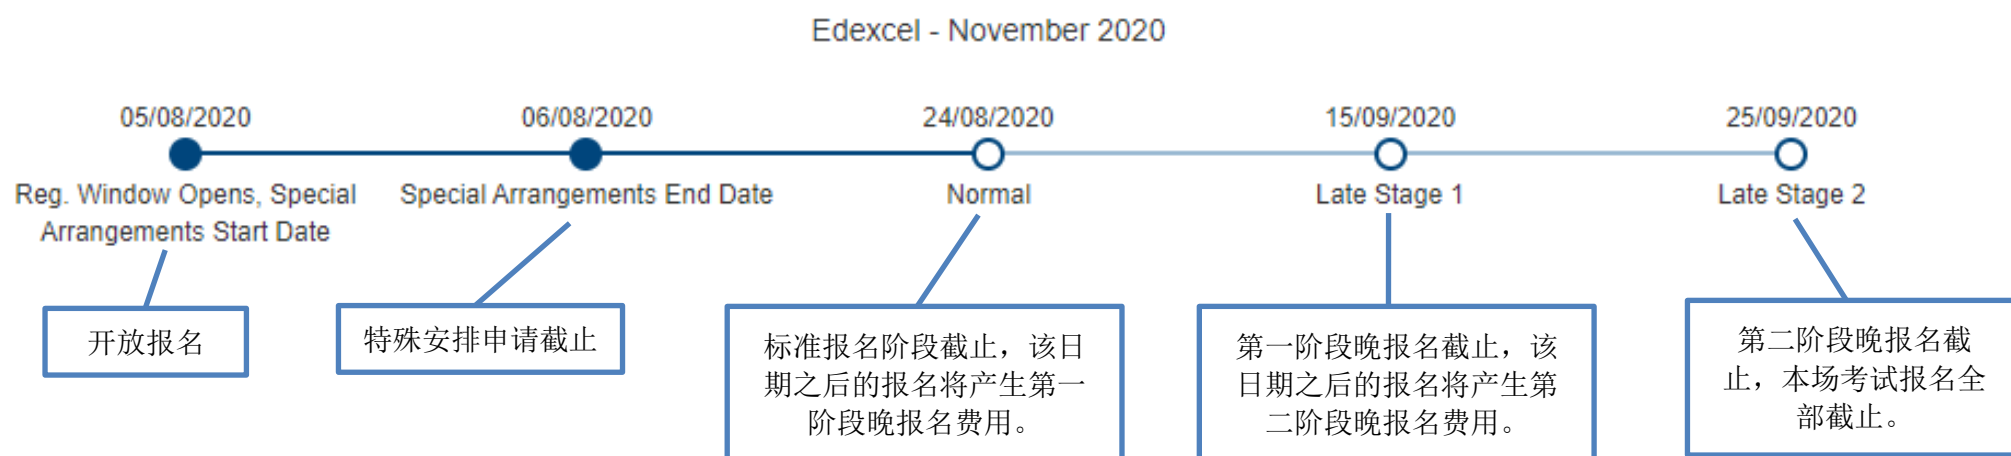 Edexcel - November 2020
05/08/2020
06/08/2020
24/08/2020
15/09/2020
25/09/2020
Reg. Window Opens, Special
Arrangements Start Date
Special Arrangements End Date
Normal
Late Stage 1
Late Stage 2
开放报名
特殊安排申请截止
标准报名阶段截止，该日
期之后的报名将产生第一
阶段晚报名费用。
第一阶段晚报名截止，该
日期之后的报名将产生第
二阶段晚报名费用。
第二阶段晚报名截
止，本场考试报名全
部截止。